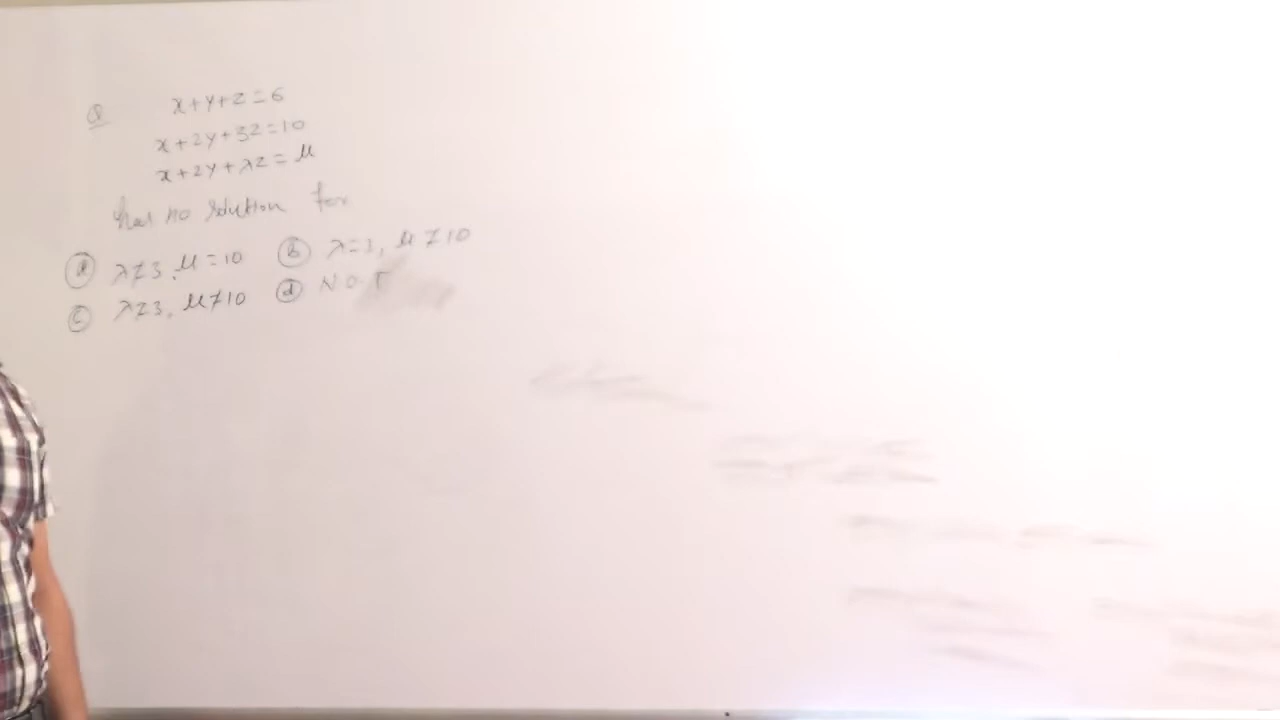 Q x+y+z=6
x+2y+3z=10
x+2y+λz=μ
has no solution for
(a) λ≠3, μ=10 (b) λ=3, μ≠10
(c) λ≠3, μ≠10 (d) N.O.T